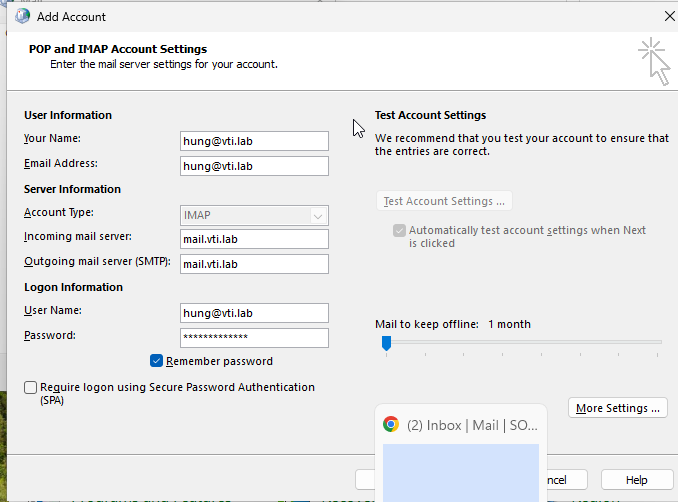 Add Account
POP and IMAP Account Settings
Enter the mail server settings for your account.
User Information
Your Name: hung@vti.lab
Email Address: hung@vti.lab
Server Information
Account Type: IMAP
Incoming mail server: mail.vti.lab
Outgoing mail server (SMTP): mail.vti.lab
Logon Information
User Name: hung@vti.lab
Password: *************
Remember password
Require logon using Secure Password Authentication
(SPA)
Test Account Settings
We recommend that you test your account to ensure that
the entries are correct.
Test Account Settings ...
Automatically test account settings when Next
is clicked
Mail to keep offline: 1 month
More Settings ...
(2) Inbox | Mail | SO...
ncel
Help